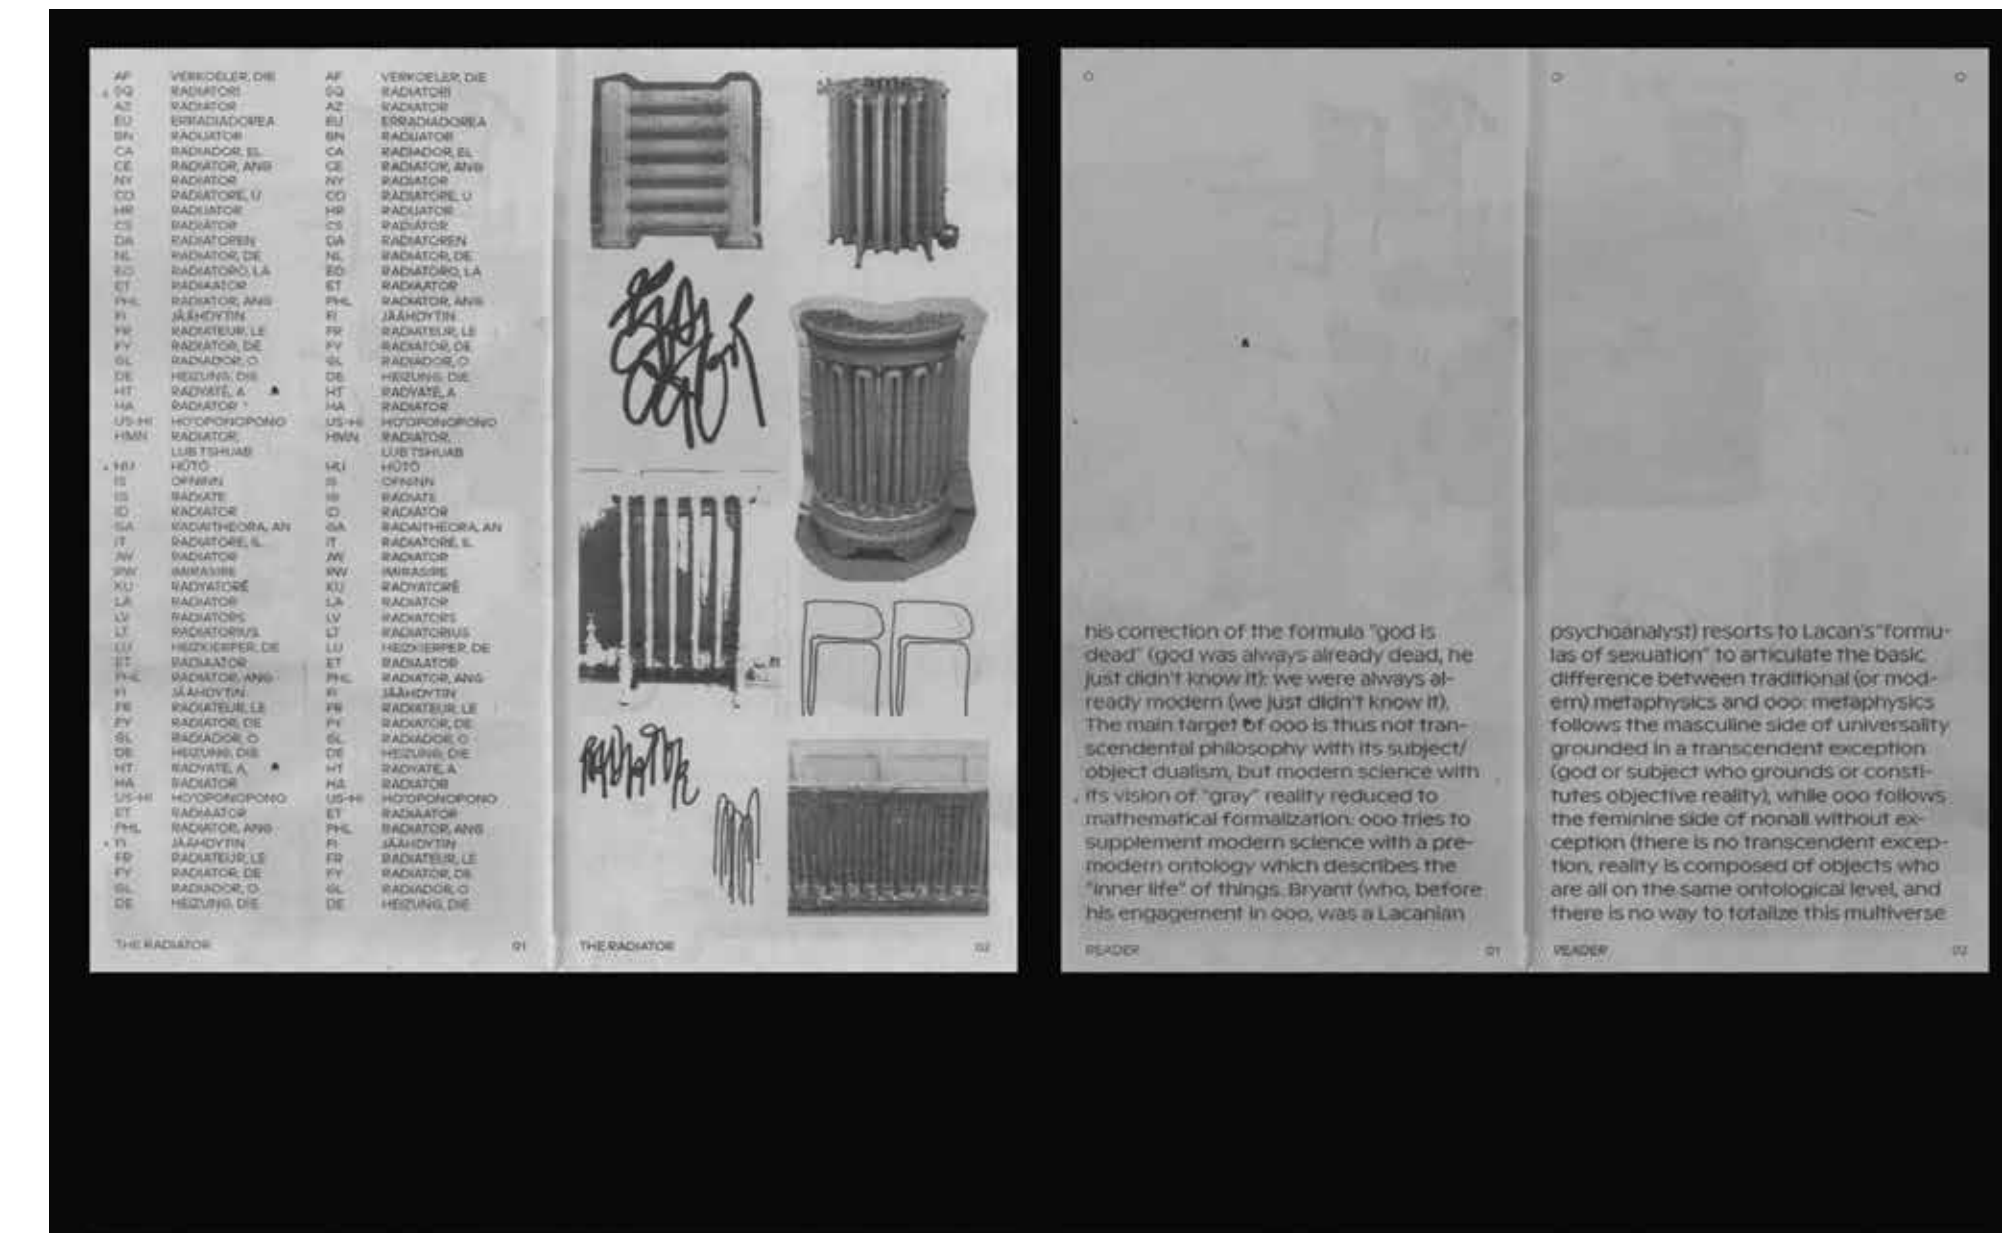 AF VERKOELER, DIE
SQ RADIATORI
AZ RADIATOR
EU ERRADIADOREA
BN RADIJATOR
CA RADIADOR, EL
CE RADIATOR, ANG
NY RADIATOR
CO RADIATORE, U
HR RADIJATOR
CS RADIÁTOR
DA RADIATOREN
NL RADIATOR, DE
EO RADIATORO, LA
ET RADIAATOR
PHL RADIATOR, ANG
FI JÄÄHDYTIN
FR RADIATEUR, LE
FY RADIATOR, DE
GL RADIADOR, O
DE HEIZUNG, DIE
HT RADYATÈ, A
HA RADIATOR
US-HI HO'OPONOPONO
HMN RADIATOR,
LUB TSHUAB
HU HŰTŐ
IS OFNINN
IG RADIATE
ID RADIATOR
GA RADAITHEORA, AN
IT RADIATORE, IL
JW RADIATOR
RW IMIRASIRE
KU RADYATORÊ
LA RADIATOR
LV RADIATORS
LT RADIATORIUS
LU HEIZKIERPER, DE
ET RADIAATOR
PHL RADIATOR, ANG
FI JÄÄHDYTIN
FR RADIATEUR, LE
FY RADIATOR, DE
GL RADIADOR, O
DE HEIZUNG, DIE
HT RADYATÈ, A
HA RADIATOR
US-HI HO'OPONOPONO
ET RADIAATOR
PHL RADIATOR, ANG
FI JÄÄHDYTIN
FR RADIATEUR, LE
FY RADIATOR, DE
GL RADIADOR, O
DE HEIZUNG, DIE
AF VERKOELER, DIE
SQ RADIATORI
AZ RADIATOR
EU ERRADIADOREA
BN RADIJATOR
CA RADIADOR, EL
CE RADIATOR, ANG
NY RADIATOR
CO RADIATORE, U
HR RADIJATOR
CS RADIÁTOR
DA RADIATOREN
NL RADIATOR, DE
EO RADIATORO, LA
ET RADIAATOR
PHL RADIATOR, ANG
FI JÄÄHDYTIN
FR RADIATEUR, LE
FY RADIATOR, DE
GL RADIADOR, O
DE HEIZUNG, DIE
HT RADYATÈ, A
HA RADIATOR
US-HI HO'OPONOPONO
HMN RADIATOR,
LUB TSHUAB
HU HŰTŐ
IS OFNINN
IG RADIATE
ID RADIATOR
GA RADAITHEORA, AN
IT RADIATORE, IL
JW RADIATOR
RW IMIRASIRE
KU RADYATORÊ
LA RADIATOR
LV RADIATORS
LT RADIATORIUS
LU HEIZKIERPER, DE
ET RADIAATOR
PHL RADIATOR, ANG
FI JÄÄHDYTIN
FR RADIATEUR, LE
FY RADIATOR, DE
GL RADIADOR, O
DE HEIZUNG, DIE
HT RADYATÈ, A
HA RADIATOR
US-HI HO'OPONOPONO
ET RADIAATOR
PHL RADIATOR, ANG
FI JÄÄHDYTIN
FR RADIATEUR, LE
FY RADIATOR, DE
GL RADIADOR, O
DE HEIZUNG, DIE
THE RADIATOR 01
RADIATOR
THE RADIATOR 02
his correction of the formula "god is
dead" (god was always already dead, he
just didn't know it): we were always al-
ready modern (we just didn't know it).
The main target of ooo is thus not tran-
scendental philosophy with its subject/
object dualism, but modern science with
its vision of "gray" reality reduced to
mathematical formalization: ooo tries to
supplement modern science with a pre-
modern ontology which describes the
"inner life" of things. Bryant (who, before
his engagement in ooo, was a Lacanian
READER 01
psychoanalyst) resorts to Lacan's "formu-
las of sexuation" to articulate the basic
difference between traditional (or mod-
ern) metaphysics and ooo: metaphysics
follows the masculine side of universality
grounded in a transcendent exception
(god or subject who grounds or consti-
tutes objective reality), while ooo follows
the feminine side of nonall without ex-
ception (there is no transcendent excep-
tion, reality is composed of objects who
are all on the same ontological level, and
there is no way to totalize this multiverse
READER 02